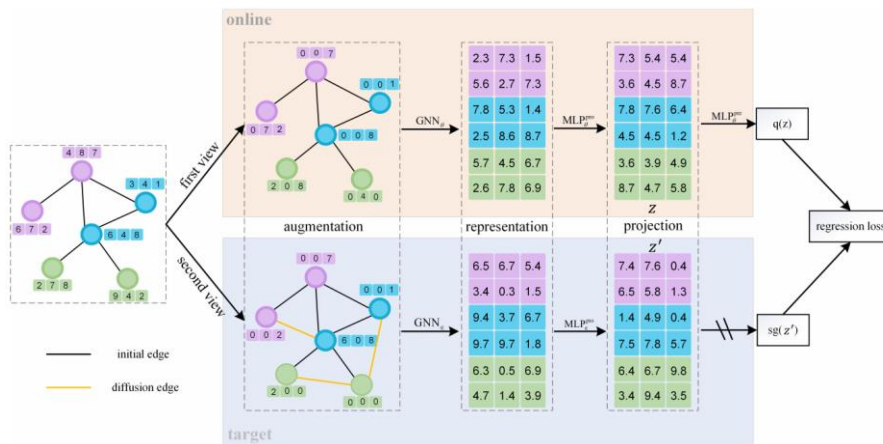 online
0 0 7
0 0 1
0 7 2
0 0 8
2 0 8
0 4 0
GNN
2.3 7.3 1.5
5.6 2.7 7.3
7.8 5.3 1.4
2.5 8.6 8.7
5.7 4.5 6.7
2.6 7.8 6.9
MLP
7.3 5.4 5.4
3.6 4.5 8.7
7.8 7.6 6.4
4.5 4.5 1.2
3.6 3.9 4.9
8.7 4.7 5.8
z
MLP
q(z)
4 8 7
3 4 1
6 7 2
6 4 8
2 7 8
9 4 2
first view
second view
augmentation
representation
projection
regression loss
initial edge
diffusion edge
0 0 7
0 0 1
0 0 2
6 0 8
2 0 0
0 0 0
GNN
6.5 6.7 5.4
3.4 0.3 1.5
9.4 3.7 6.7
9.7 9.7 1.8
6.3 0.5 6.9
4.7 1.4 3.9
MLP
z′
7.4 7.6 0.4
6.5 5.8 1.3
1.4 4.9 0.4
7.5 7.8 5.7
6.4 6.7 9.8
3.4 9.4 3.5
sg(z′)
target